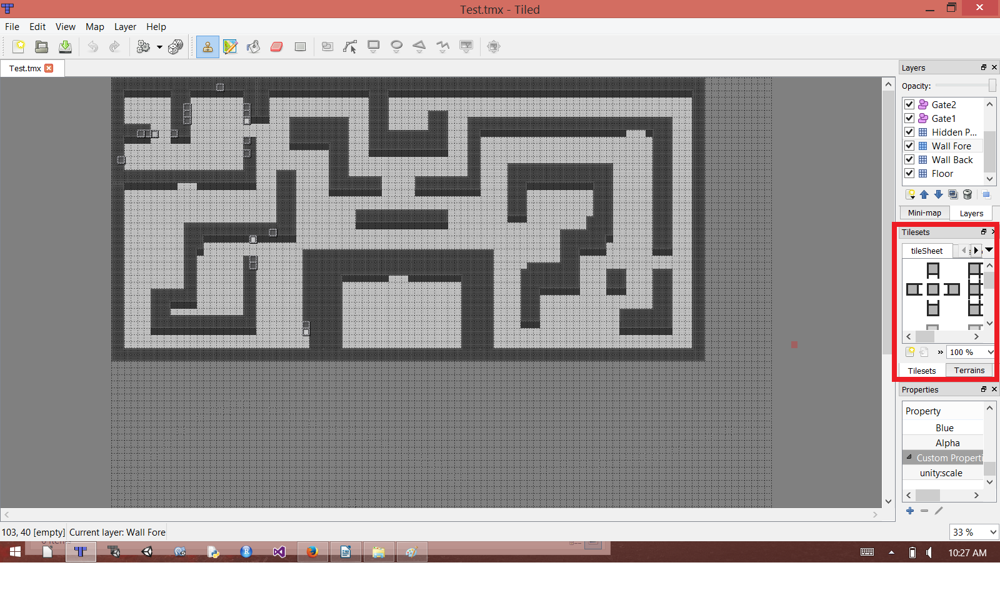 Test.tmx - Tiled
File Edit View Map Layer Help
Test.tmx
Layers
Opacity:
Gate2
Gate1
Hidden P...
Wall Fore
Wall Back
Floor
Mini-map Layers
Tilesets
tileSheet
» 100 %
Tilesets Terrains
Properties
Property
Blue
Alpha
Custom Properti
unity:scale
33 %
103, 40 [empty] Current layer: Wall Fore
10:27 AM